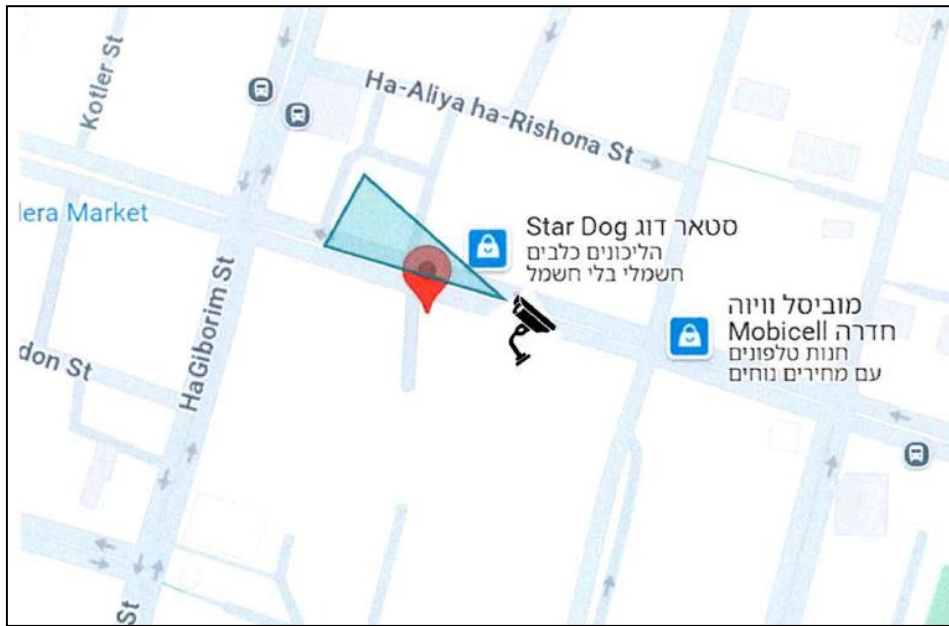 Kotler St
Ha-Aliya ha-Rishona St
lera Market
Star Dog סטאר דוג
הליכונים כלבים
חשמלי בלי חשמל
מוביסל וויוה
Mobicell חדרה
חנות טלפונים
עם מחירים נוחים
don St
HaGiborim St
St